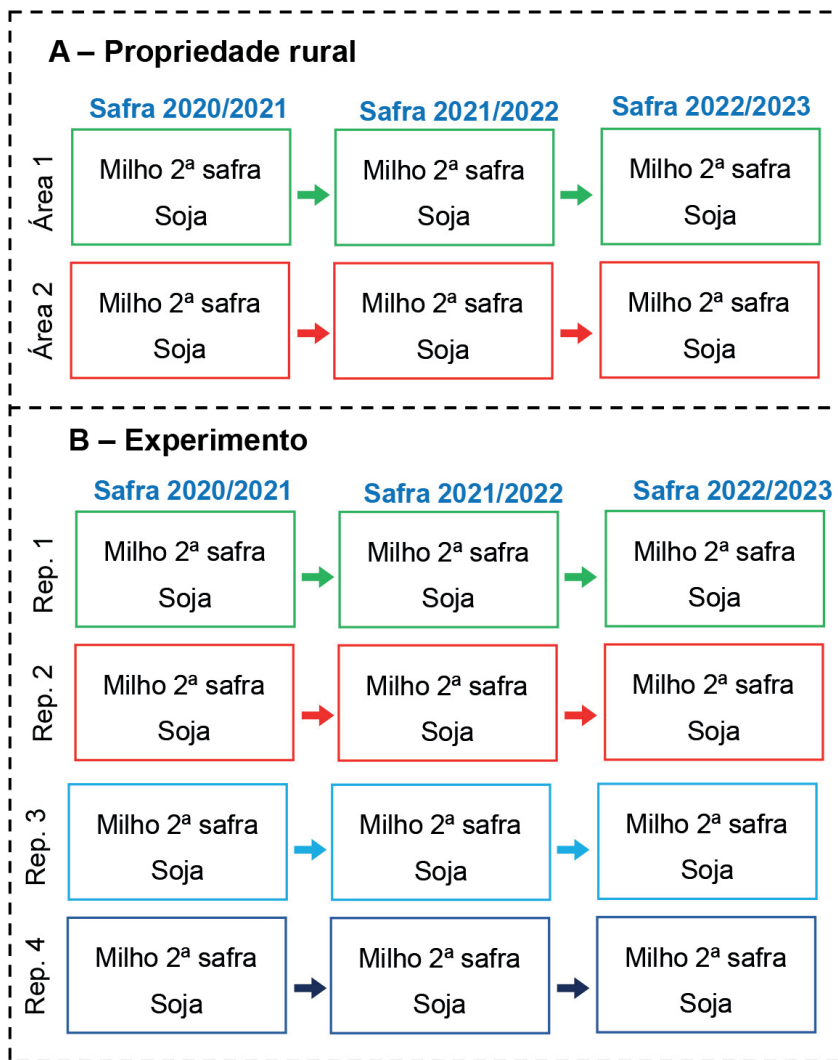 A – Propriedade rural
Safra 2020/2021 Safra 2021/2022 Safra 2022/2023
Área 1
Milho 2ª safra Milho 2ª safra Milho 2ª safra
Soja Soja Soja
Área 2
Milho 2ª safra Milho 2ª safra Milho 2ª safra
Soja Soja Soja
B – Experimento
Safra 2020/2021 Safra 2021/2022 Safra 2022/2023
Rep. 1
Milho 2ª safra Milho 2ª safra Milho 2ª safra
Soja Soja Soja
Rep. 2
Milho 2ª safra Milho 2ª safra Milho 2ª safra
Soja Soja Soja
Rep. 3
Milho 2ª safra Milho 2ª safra Milho 2ª safra
Soja Soja Soja
Rep. 4
Milho 2ª safra Milho 2ª safra Milho 2ª safra
Soja Soja Soja